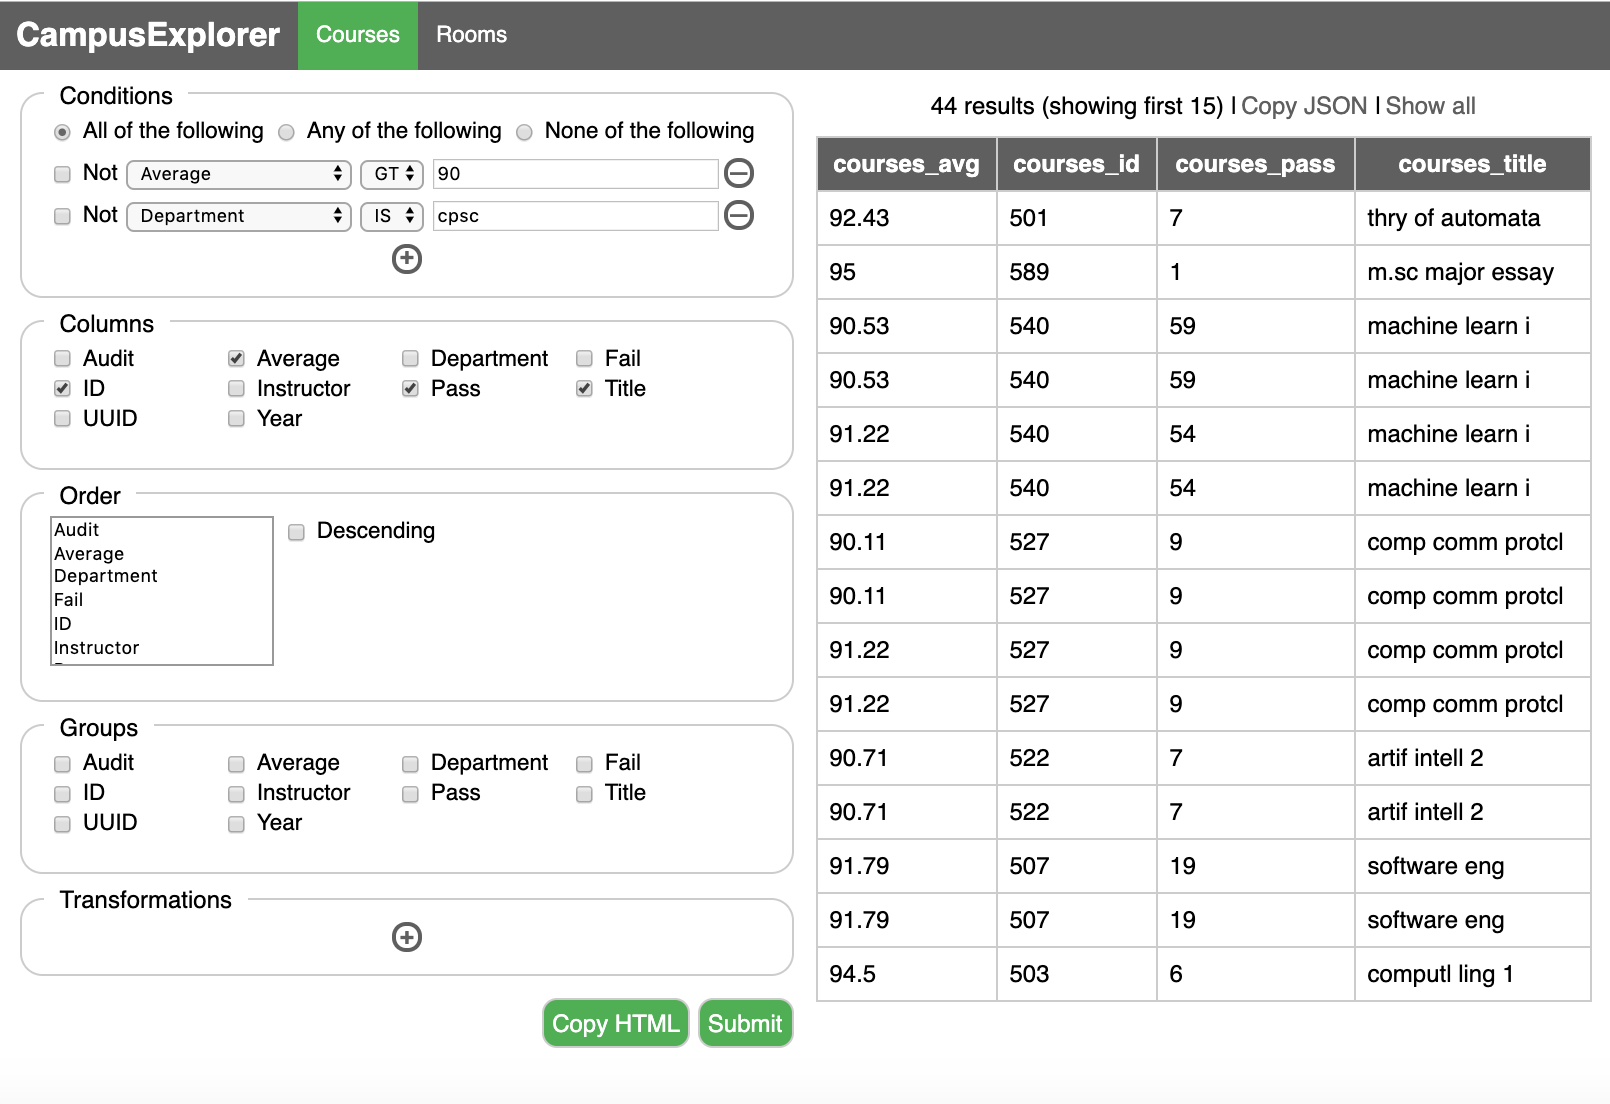 CampusExplorer Courses Rooms
Conditions
All of the following Any of the following None of the following
Not Average GT 90
Not Department IS cpsc
Columns
Audit Average Department Fail
ID Instructor Pass Title
UUID Year
Order
Audit
Average
Department
Fail
ID
Instructor
Descending
Groups
Audit Average Department Fail
ID Instructor Pass Title
UUID Year
Transformations
Copy HTML Submit
44 results (showing first 15) | Copy JSON | Show all
courses_avg courses_id courses_pass courses_title
92.43 501 7 thry of automata
95 589 1 m.sc major essay
90.53 540 59 machine learn i
90.53 540 59 machine learn i
91.22 540 54 machine learn i
91.22 540 54 machine learn i
90.11 527 9 comp comm protcl
90.11 527 9 comp comm protcl
91.22 527 9 comp comm protcl
91.22 527 9 comp comm protcl
90.71 522 7 artif intell 2
90.71 522 7 artif intell 2
91.79 507 19 software eng
91.79 507 19 software eng
94.5 503 6 computl ling 1